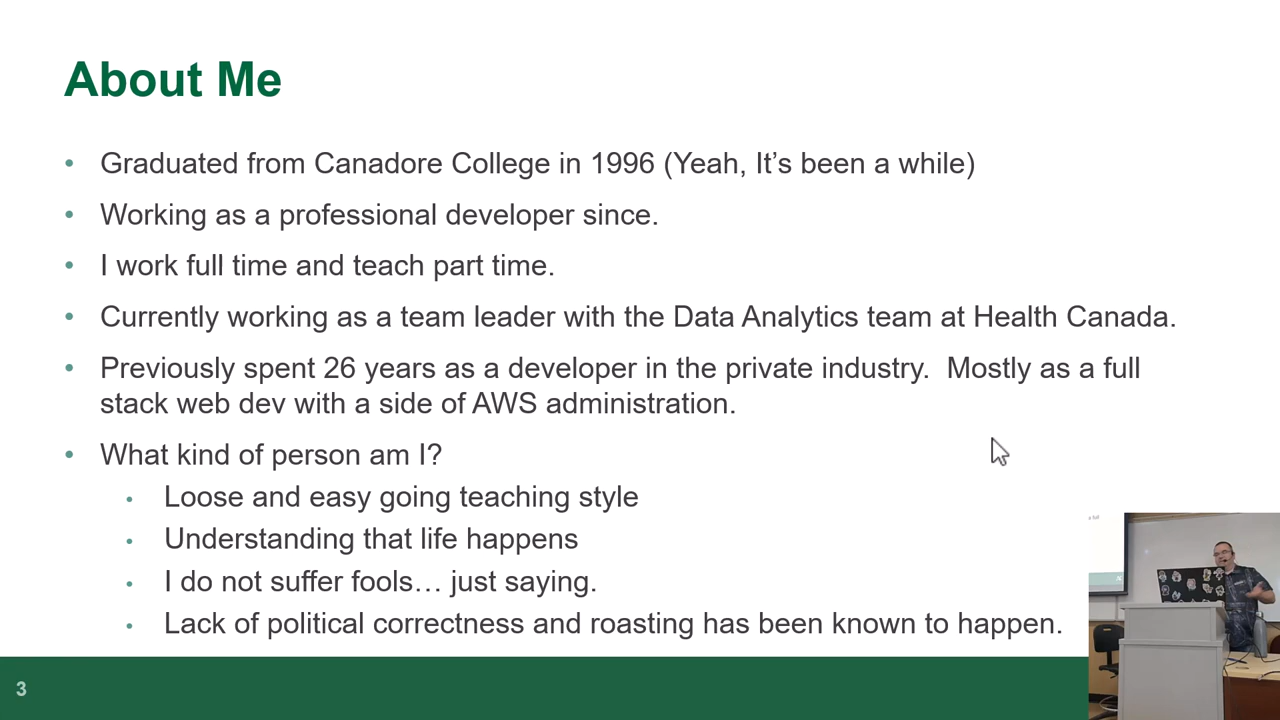 About Me
• Graduated from Canadore College in 1996 (Yeah, It’s been a while)
• Working as a professional developer since.
• I work full time and teach part time.
• Currently working as a team leader with the Data Analytics team at Health Canada.
• Previously spent 26 years as a developer in the private industry.  Mostly as a full
stack web dev with a side of AWS administration.
• What kind of person am I?
• Loose and easy going teaching style
• Understanding that life happens
• I do not suffer fools… just saying.
• Lack of political correctness and roasting has been known to happen.
3